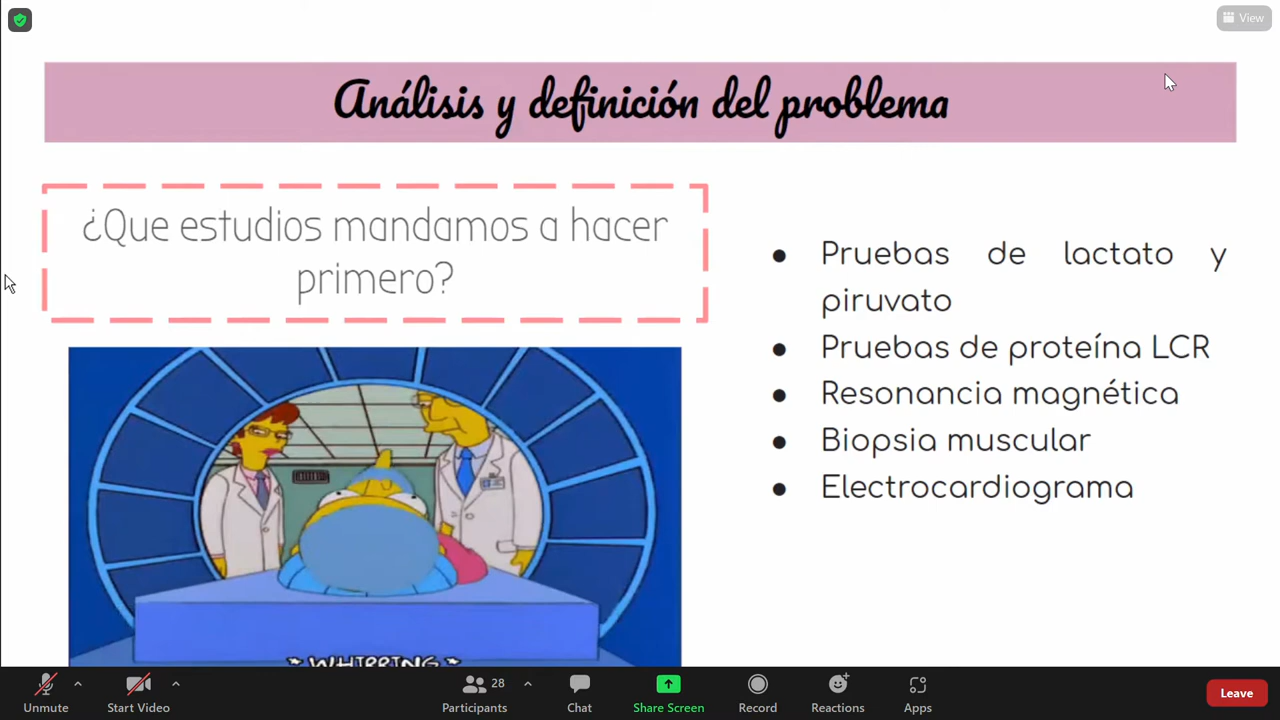 View
Análisis y definición del problema
¿Que estudios mandamos a hacer
primero?
● Pruebas de lactato y
piruvato
● Pruebas de proteína LCR
● Resonancia magnética
● Biopsia muscular
● Electrocardiograma
* WHIRRING *
Unmute
Start Video
28
Participants
Chat
Share Screen
Record
Reactions
Apps
Leave